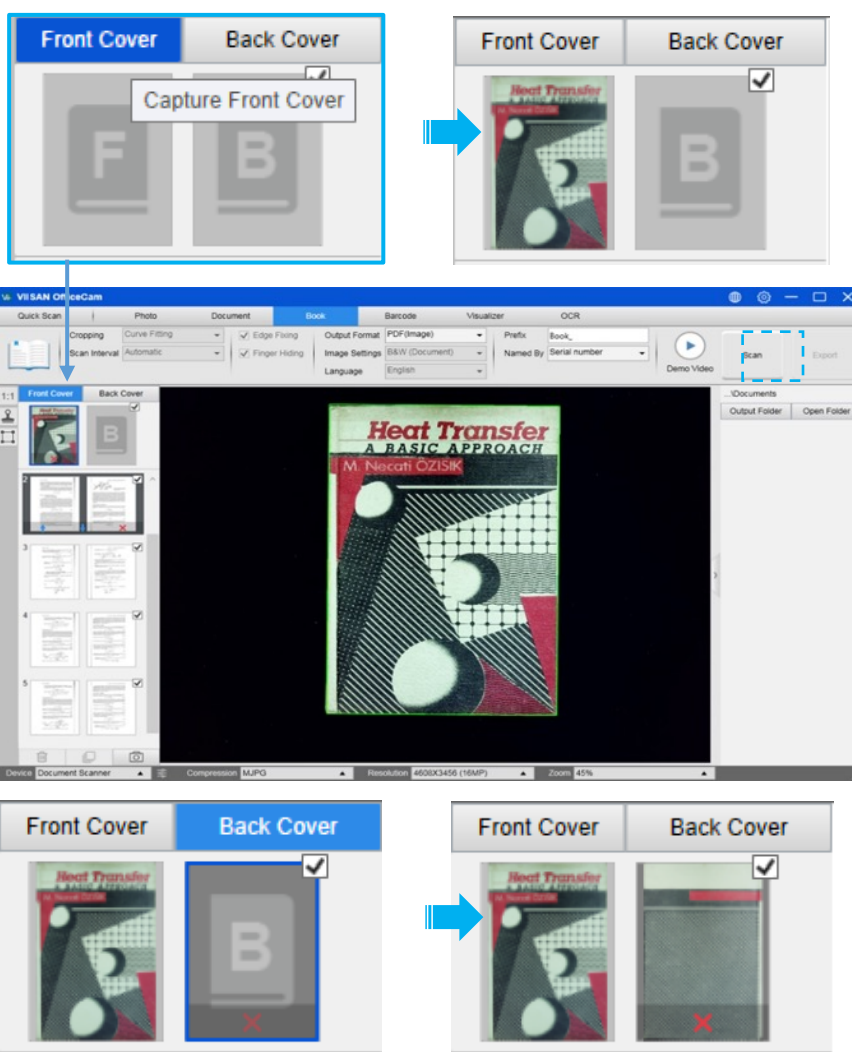 Front Cover Back Cover
Capture Front Cover
F B
Front Cover Back Cover
Heat Transfer
A BASIC APPROACH
B
VIISAN OfficeCam
Quick Scan Photo Document Book Barcode Visualizer OCR
Cropping Curve Fitting Edge Fixing Output Format PDF(Image) Prefix Book_
Scan Interval Automatic Finger Hiding Image Settings B&W (Document) Named By Serial number
Language English
Demo Video Scan Export
1:1 Front Cover Back Cover ...\Documents
Output Folder Open Folder
B
2
3
4
5
Heat Transfer
A BASIC APPROACH
M. Necati ÖZISIK
Device Document Scanner Compression MJPG Resolution 4608X3456 (16MP) Zoom 45%
Front Cover Back Cover
Heat Transfer
A BASIC APPROACH
M. Necati ÖZISIK
B
Front Cover Back Cover
Heat Transfer
A BASIC APPROACH
M. Necati ÖZISIK